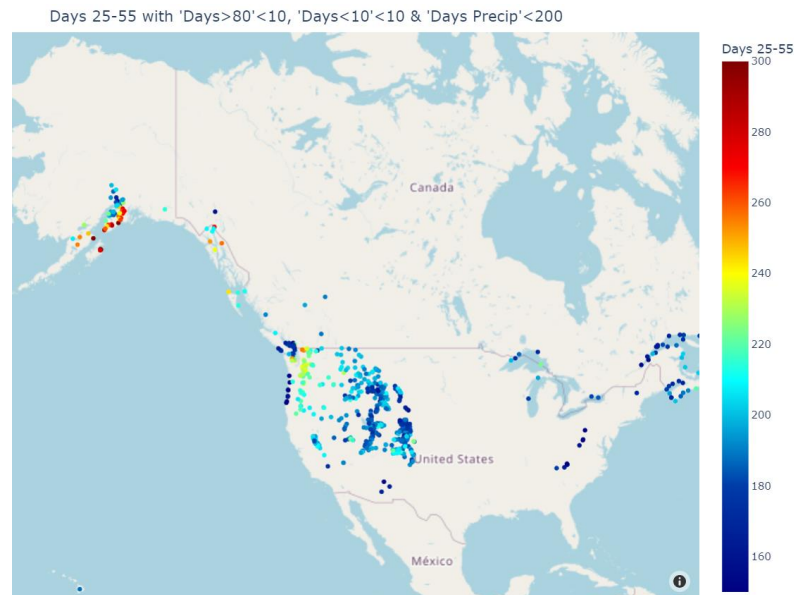 Days 25-55 with 'Days>80'<10, 'Days<10'<10 & 'Days Precip'<200
Days 25-55
300
280
260
240
220
200
180
160
Canada
United States
México
i